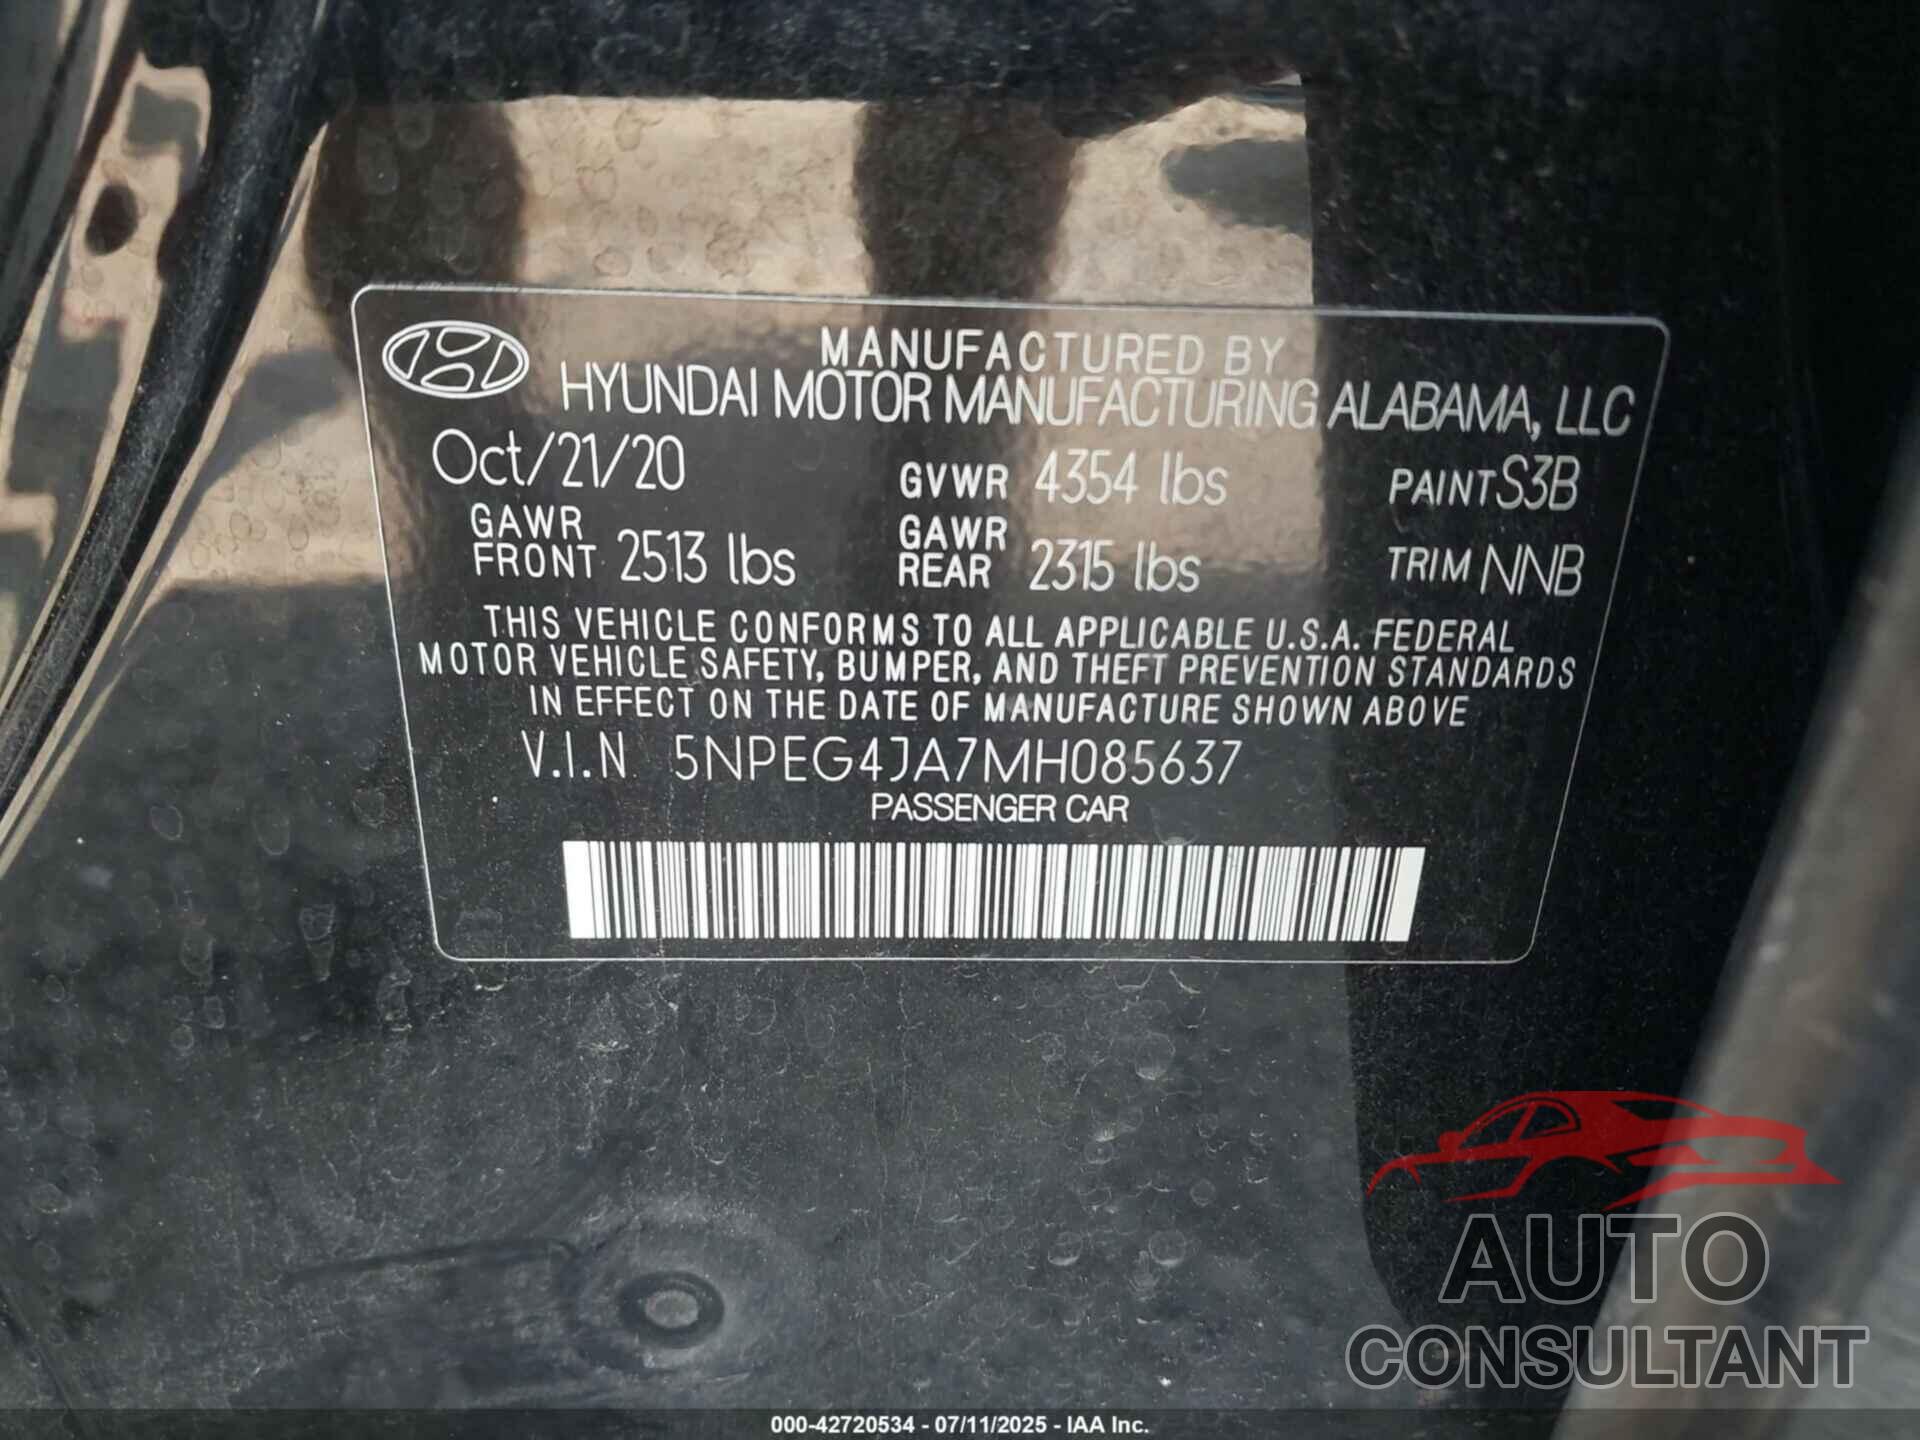 MANUFACTURED BY
HYUNDAI MOTOR MANUFACTURING ALABAMA, LLC
Oct/21/20 GVWR 4354 lbs PAINT S3B
GAWR FRONT 2513 lbs GAWR REAR 2315 lbs TRIM NNB
THIS VEHICLE CONFORMS TO ALL APPLICABLE U.S.A. FEDERAL
MOTOR VEHICLE SAFETY, BUMPER, AND THEFT PREVENTION STANDARDS
IN EFFECT ON THE DATE OF MANUFACTURE SHOWN ABOVE
V.I.N 5NPEG4JA7MH085637
PASSENGER CAR
AUTO
CONSULTANT
000-42720534 - 07/11/2025 - IAA Inc.